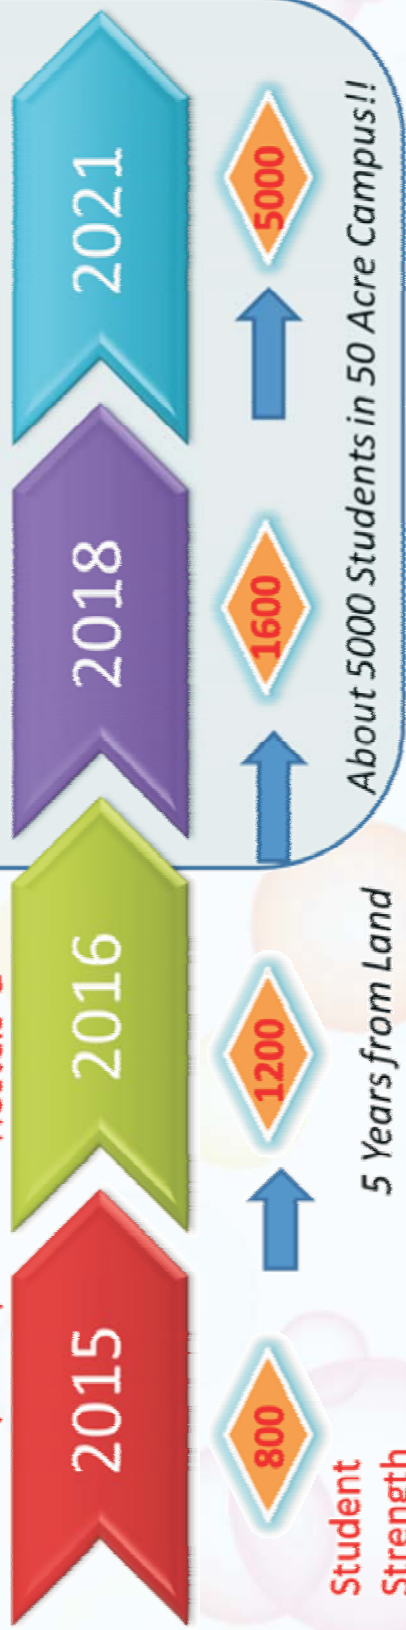 2015 2016 2018 2021
800 1200 1600 5000
Student
Strength
5 Years from Land
About 5000 Students in 50 Acre Campus!!